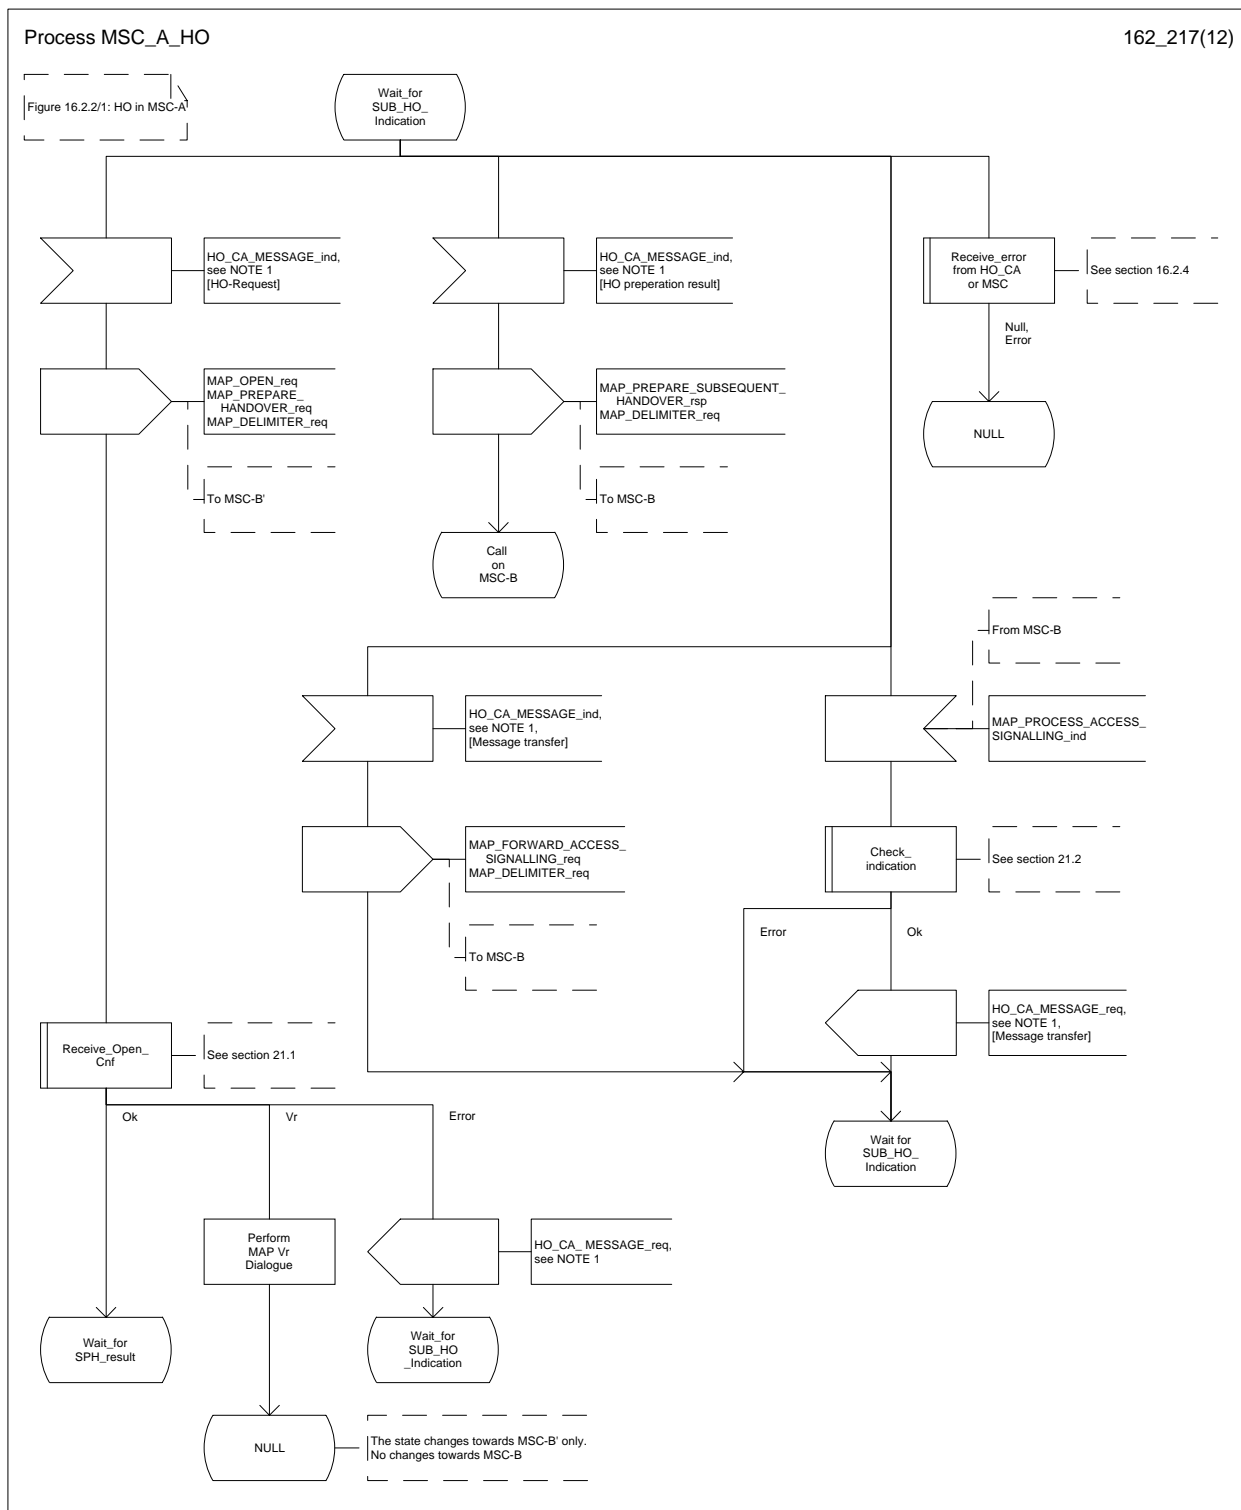 Process MSC_A_HO
162_217(12)
Figure 16.2.2/1: HO in MSC-A
Wait_for
SUB_HO_
Indication
HO_CA_MESSAGE_ind,
see NOTE 1
[HO-Request]
HO_CA_MESSAGE_ind,
see NOTE 1
[HO preperation result]
Receive_error
from HO_CA
or MSC
See section 16.2.4
Null,
Error
MAP_OPEN_req
MAP_PREPARE_
HANDOVER_req
MAP_DELIMITER_req
MAP_PREPARE_SUBSEQUENT_
HANDOVER_rsp
MAP_DELIMITER_req
NULL
To MSC-B'
To MSC-B
Call
on
MSC-B
From MSC-B
HO_CA_MESSAGE_ind,
see NOTE 1,
[Message transfer]
MAP_PROCESS_ACCESS_
SIGNALLING_ind
MAP_FORWARD_ACCESS_
SIGNALLING_req
MAP_DELIMITER_req
Check_
indication
See section 21.2
Error
Ok
To MSC-B
HO_CA_MESSAGE_req,
see NOTE 1,
[Message transfer]
Receive_Open_
Cnf
See section 21.1
Ok
Vr
Error
Wait for
SUB_HO_
Indication
Perform
MAP Vr
Dialogue
HO_CA_ MESSAGE_req,
see NOTE 1
Wait_for
SPH_result
Wait_for
SUB_HO
_Indication
NULL
The state changes towards MSC-B' only.
No changes towards MSC-B